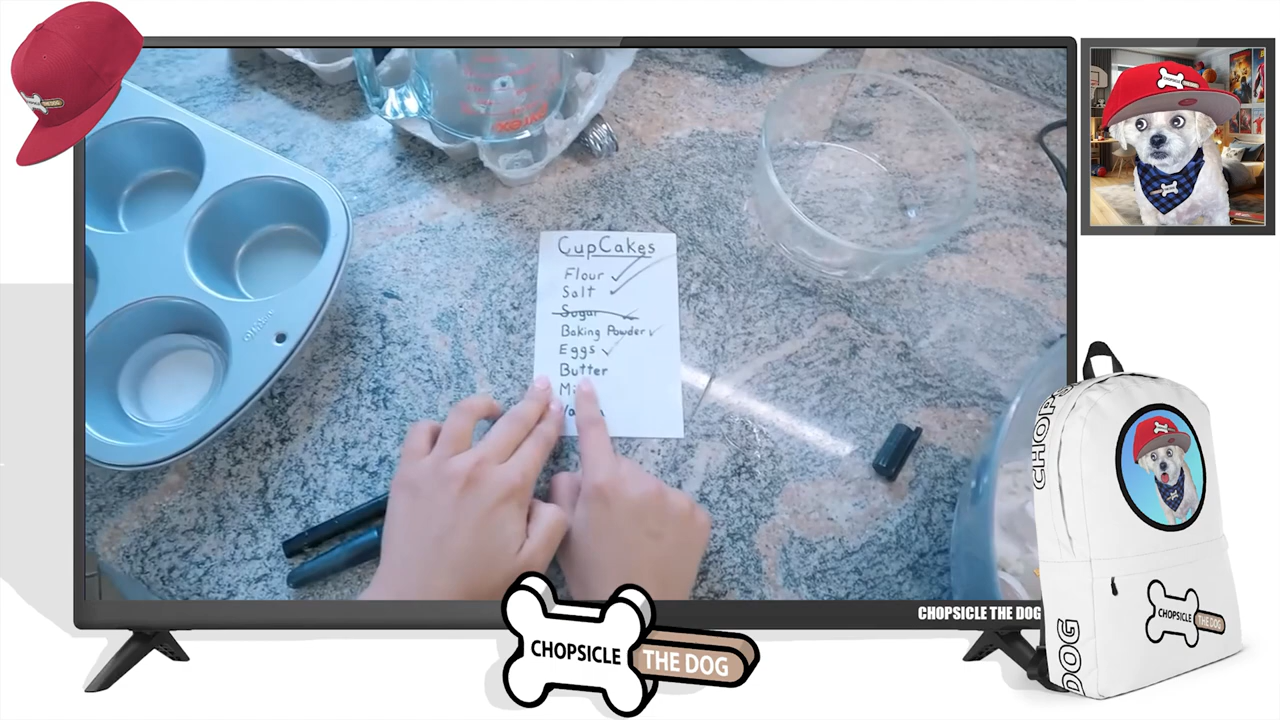 CupCakes
Flour ✓
Salt ✓
Sugar
Baking Powder ✓
Eggs ✓
Butter
CHOPSICLE THE DOG
CHOPSICLE THE DOG
CHOPSICLE THE DOG
DOG